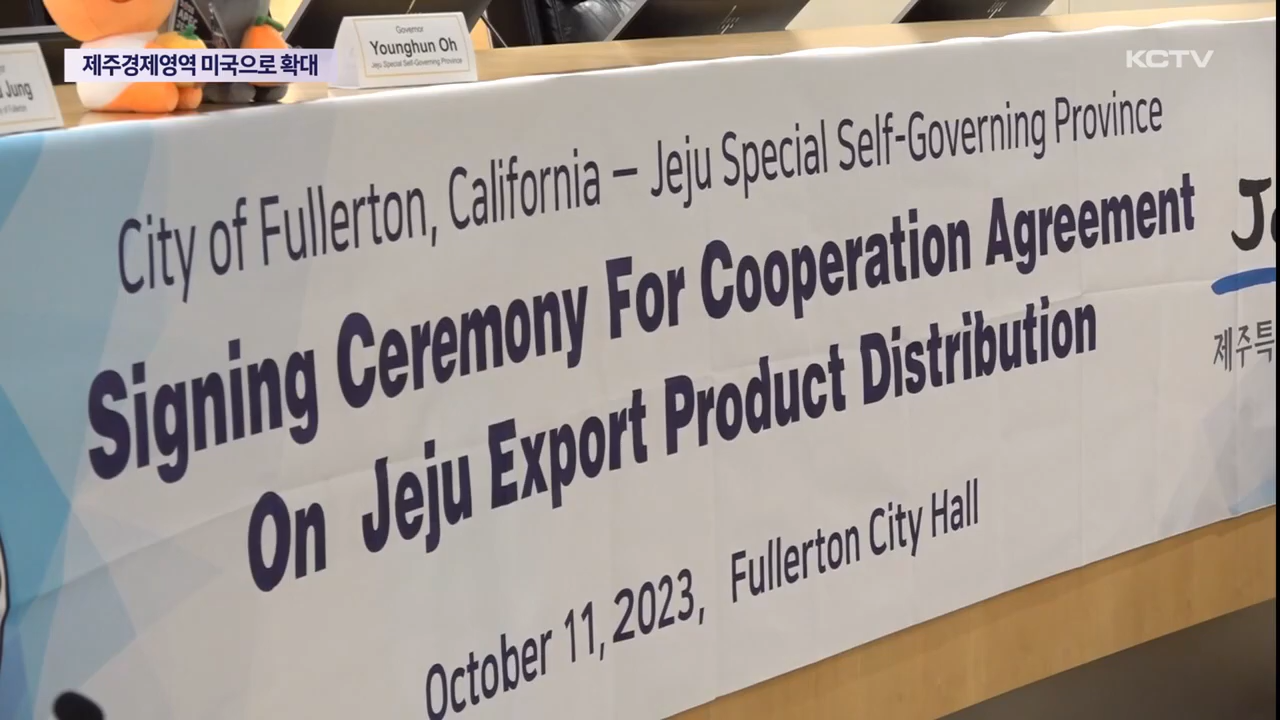 Governor
Younghun Oh
Jeju Special Self-Governing Province
Jung
제주경제영역 미국으로 확대
KCTV
City of Fullerton, California – Jeju Special Self-Governing Province
Signing Ceremony For Cooperation Agreement
On Jeju Export Product Distribution
October 11, 2023, Fullerton City Hall
제주특